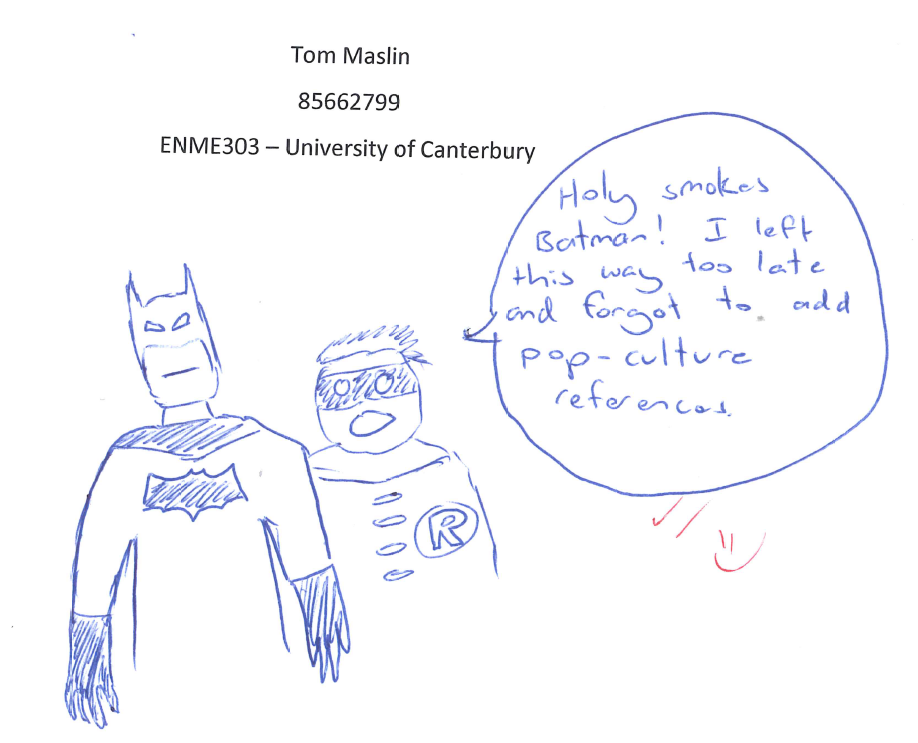 Tom Maslin
85662799
ENME303 – University of Canterbury
Holy smokes
Batman! I left
this way too late
and forgot to add
pop-culture
references.
R